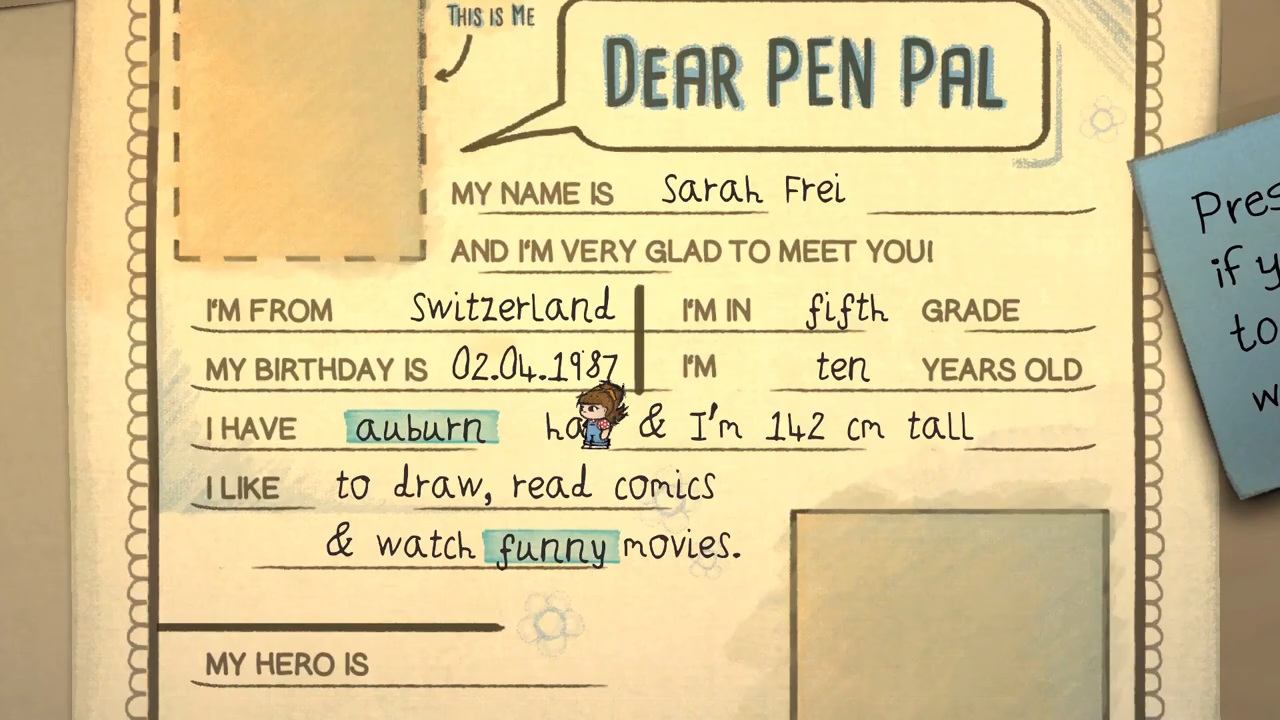 THIS IS ME
DEAR PEN PAL
MY NAME IS Sarah Frei
AND I'M VERY GLAD TO MEET YOU!
I'M FROM Switzerland I'M IN fifth GRADE
MY BIRTHDAY IS 02.04.1987 I'M ten YEARS OLD
I HAVE auburn & I'm 142 cm tall
I LIKE to draw, read comics
& watch funny movies.
MY HERO IS
if
to